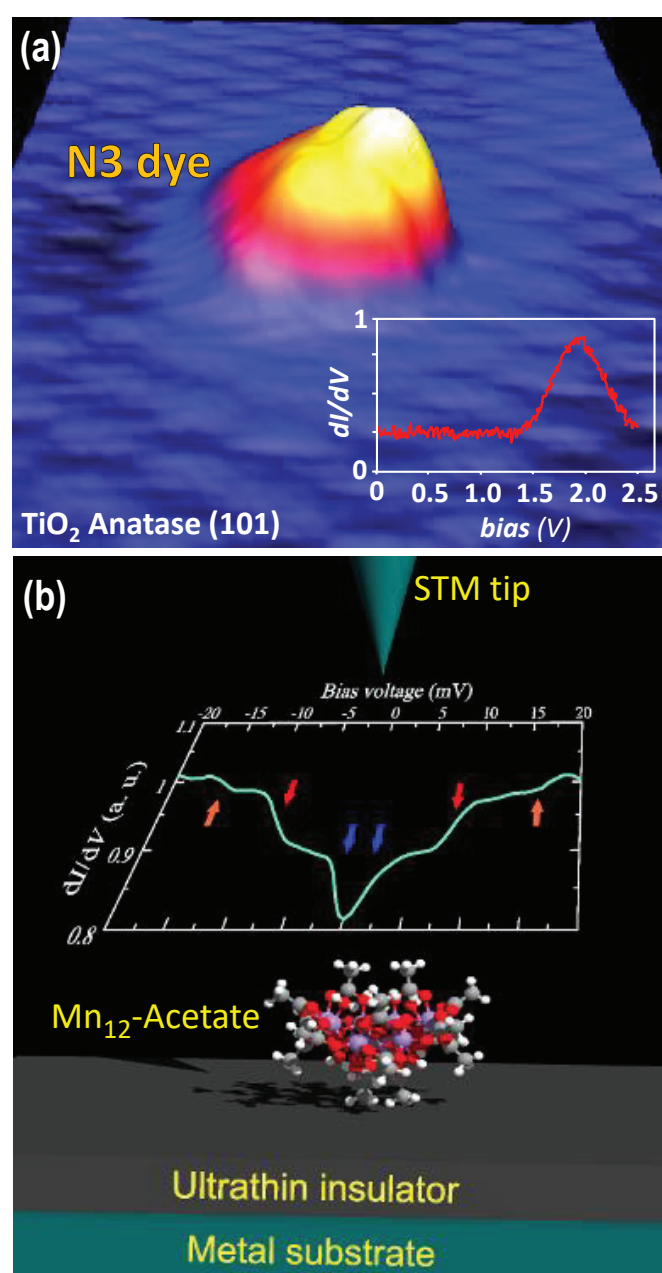 (a)
N3 dye
1
dI/dV
0
0 0.5 1.0 1.5 2.0 2.5
bias (V)
TiO₂ Anatase (101)
(b)
STM tip
Bias voltage (mV)
-20 -15 -10 -5 0 5 10 15 20
1.1
1
0.9
0.8
dI/dV (a. u.)
Mn₁₂-Acetate
Ultrathin insulator
Metal substrate